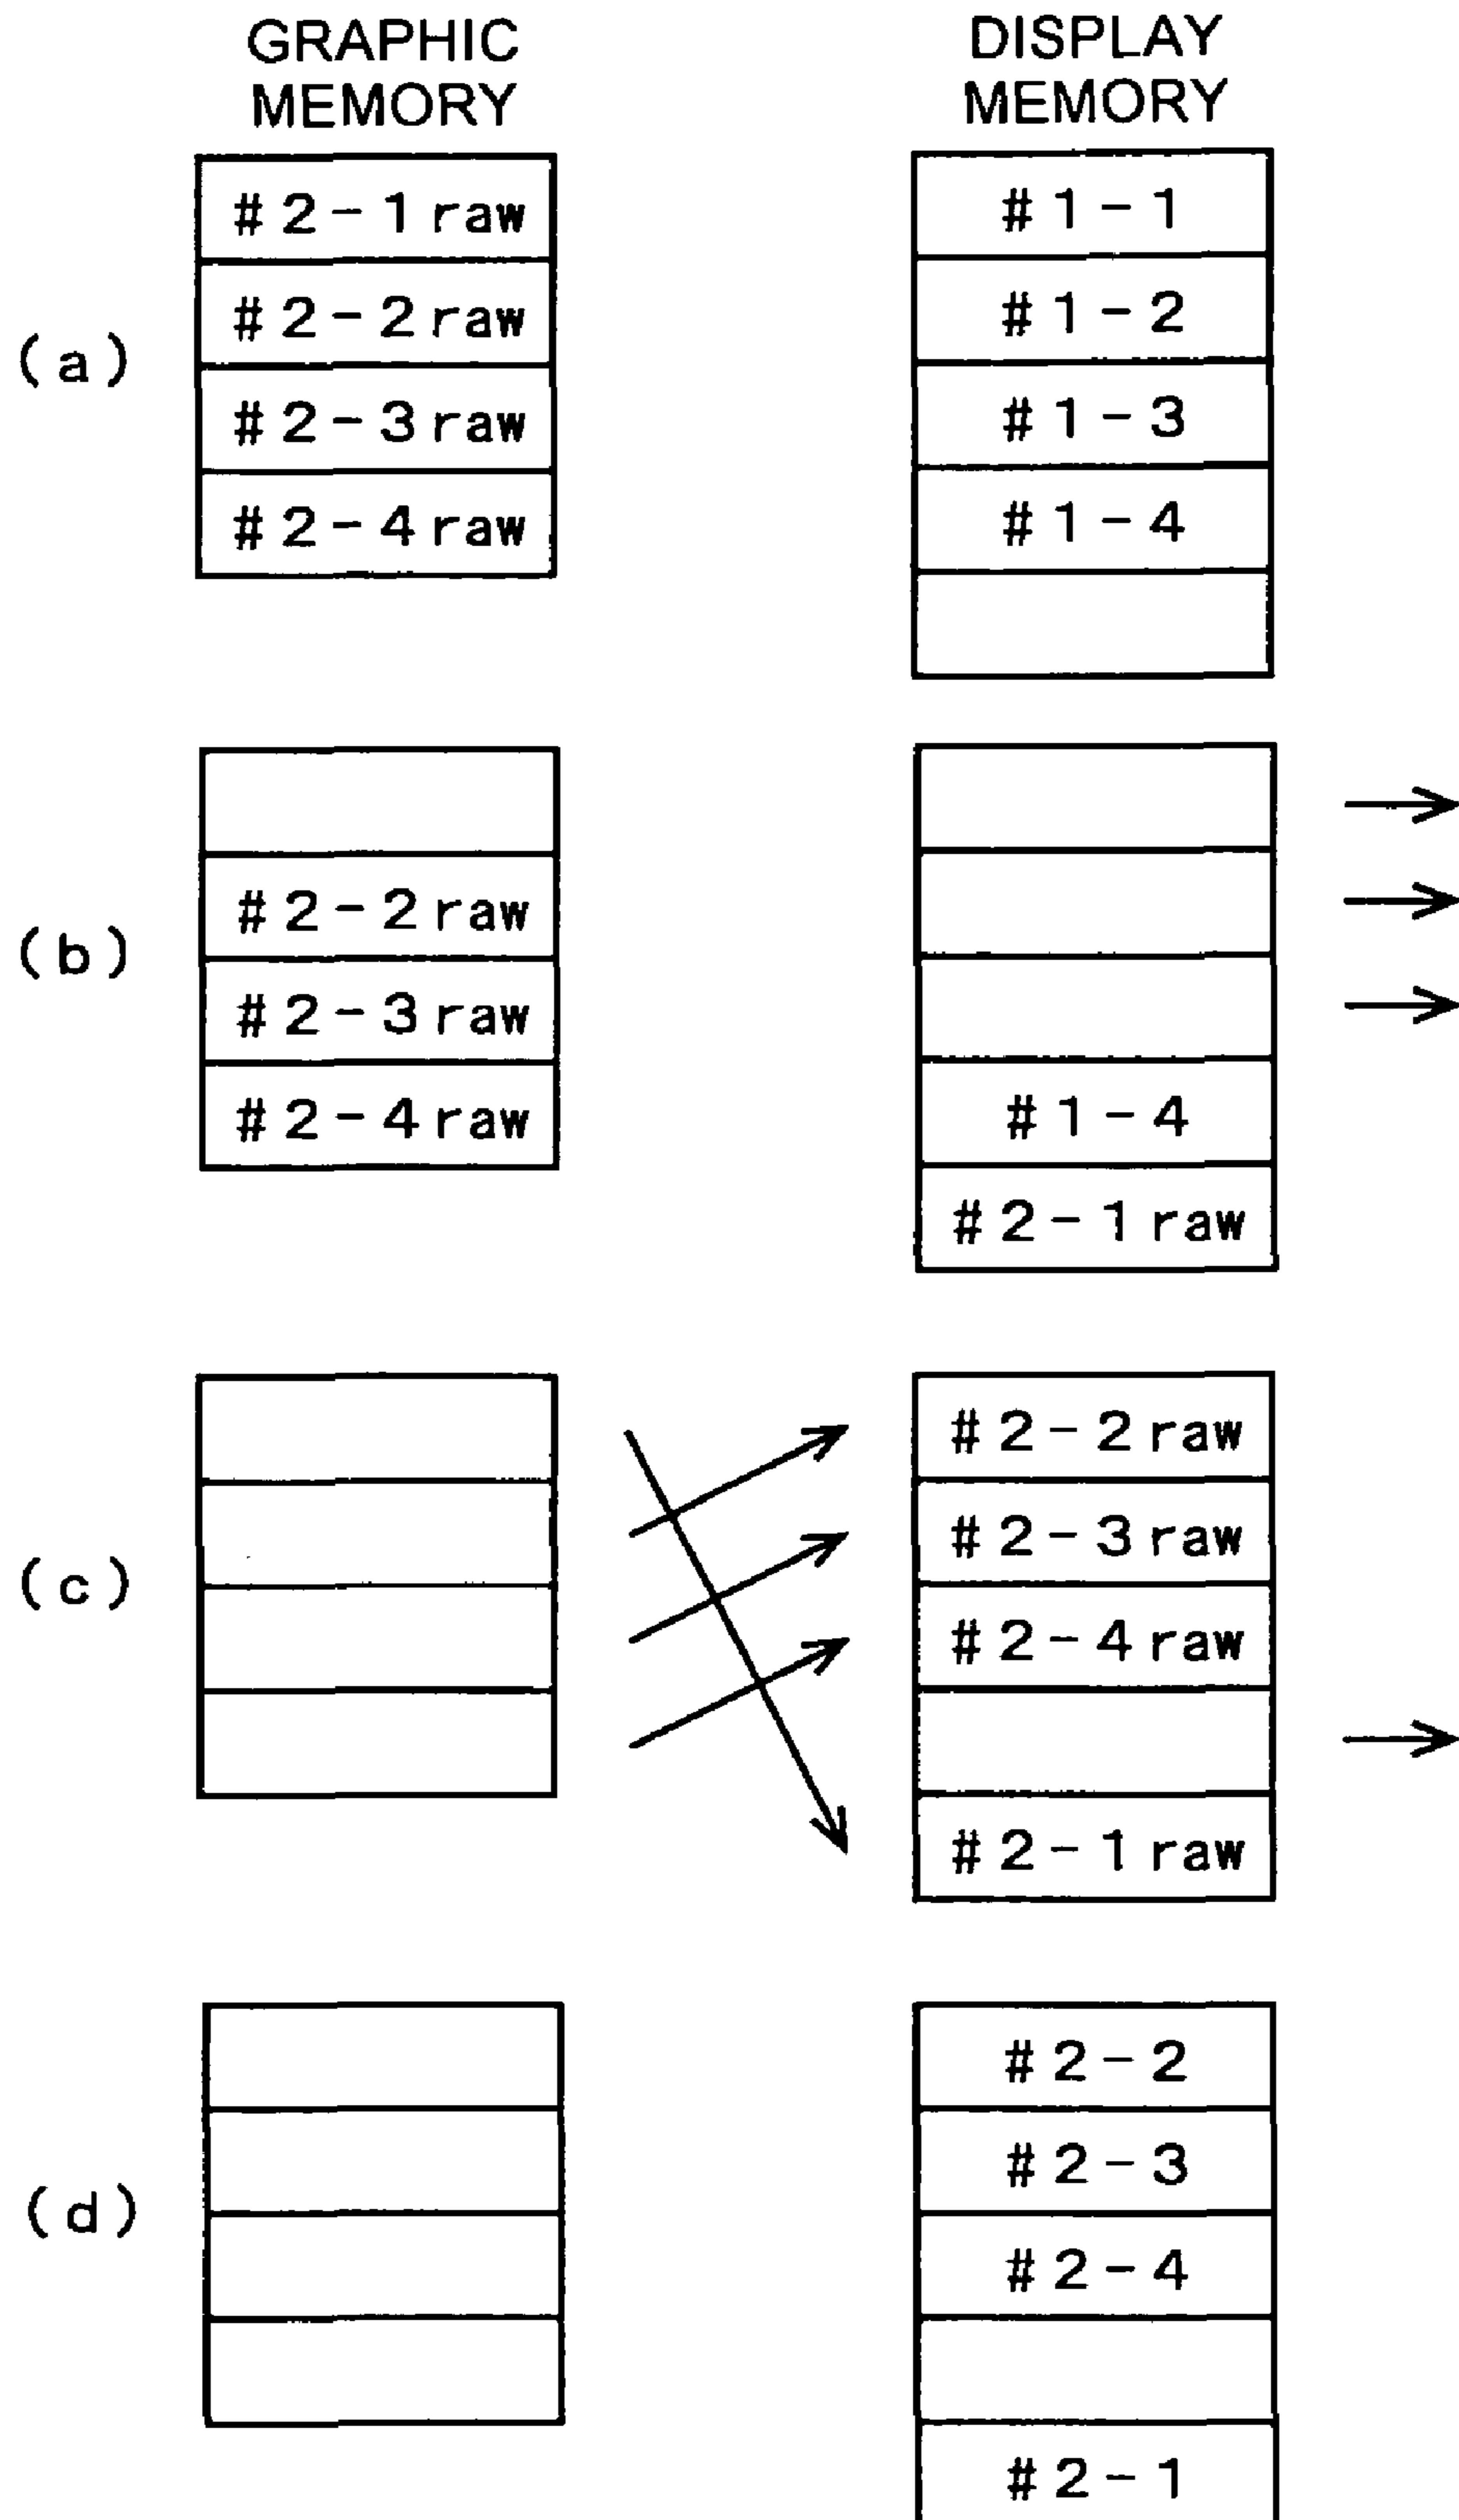 GRAPHIC
MEMORY
DISPLAY
MEMORY
(a)
#2-1raw
#2-2raw
#2-3raw
#2-4raw
#1-1
#1-2
#1-3
#1-4
(b)
#2-2raw
#2-3raw
#2-4raw
#1-4
#2-1raw
(c)
#2-2raw
#2-3raw
#2-4raw
#2-1raw
(d)
#2-2
#2-3
#2-4
#2-1